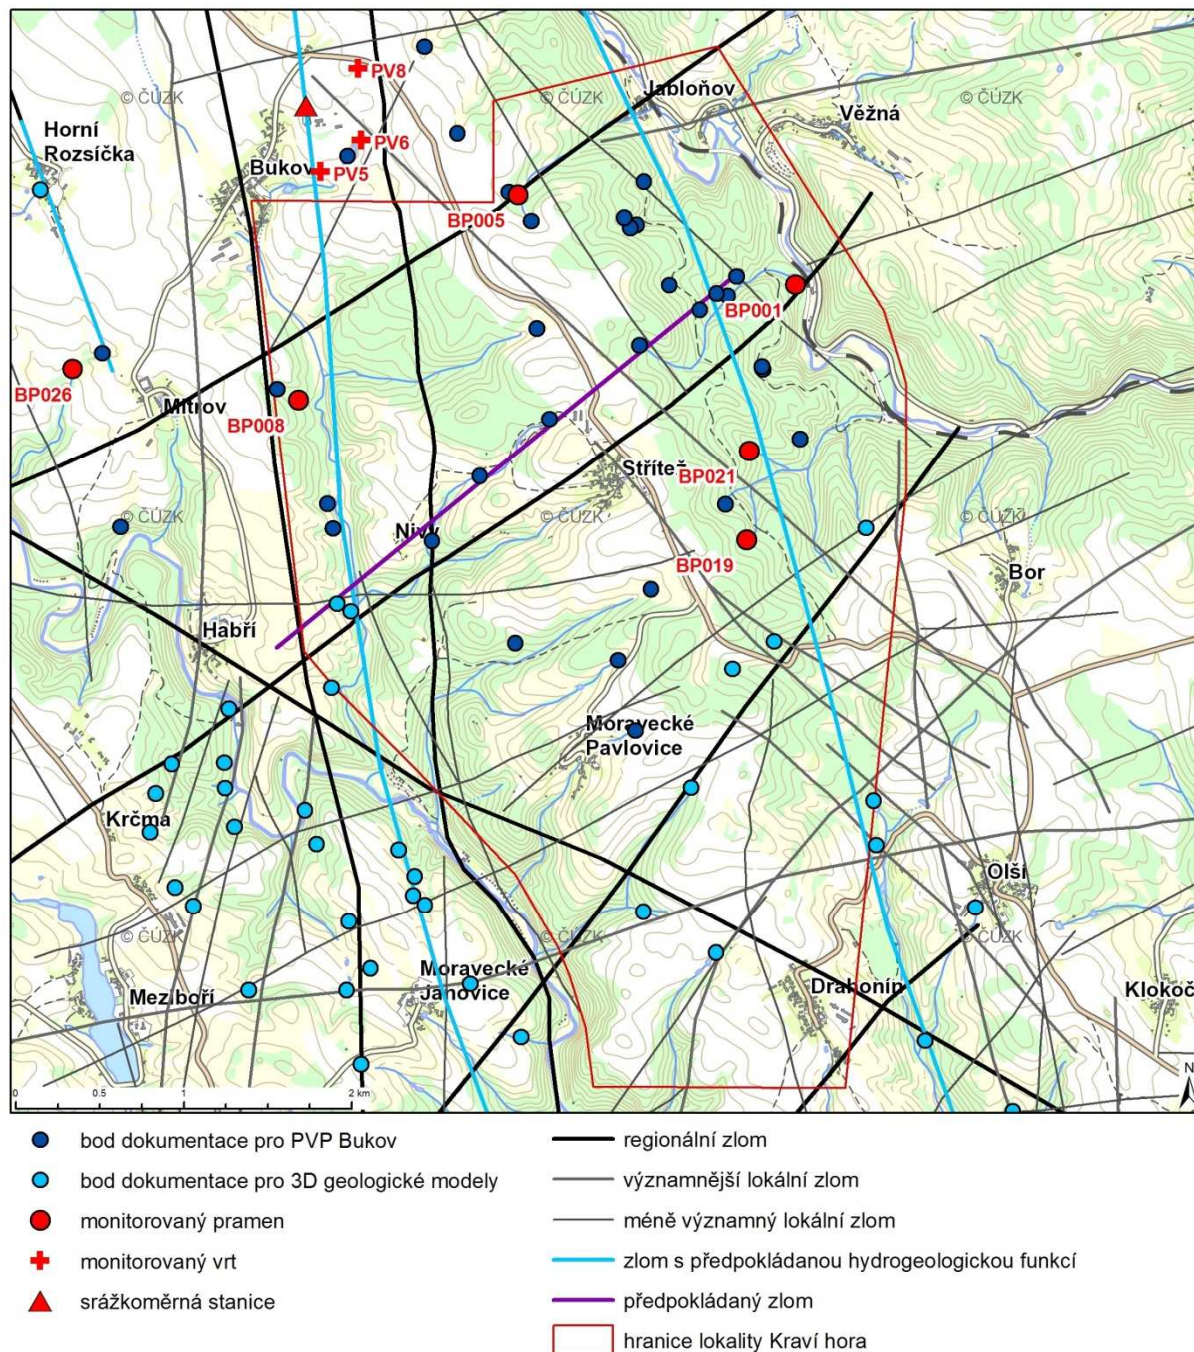 PV8
© ČÚZK
© ČÚZK
© ČÚZK
Jabloňov
Věžná
Horní
Rozsíčka
PV6
Bukov
PV5
BP005
BP001
BP026
Mitrov
BP008
Střítež
BP021
© ČÚZK
© ČÚZK
© ČÚZK
Nivy
BP019
Bor
Habří
Moravecké
Pavlovice
Krčma
Olší
© ČÚZK
© ČÚZK
© ČÚZK
Moravecké
Janovice
Meziboří
Drahonín
Klokoč
N
0 0.5 1 2 km
bod dokumentace pro PVP Bukov
bod dokumentace pro 3D geologické modely
monitorovaný pramen
monitorovaný vrt
srážkoměrná stanice
regionální zlom
významnější lokální zlom
méně významný lokální zlom
zlom s předpokládanou hydrogeologickou funkcí
předpokládaný zlom
hranice lokality Kraví hora